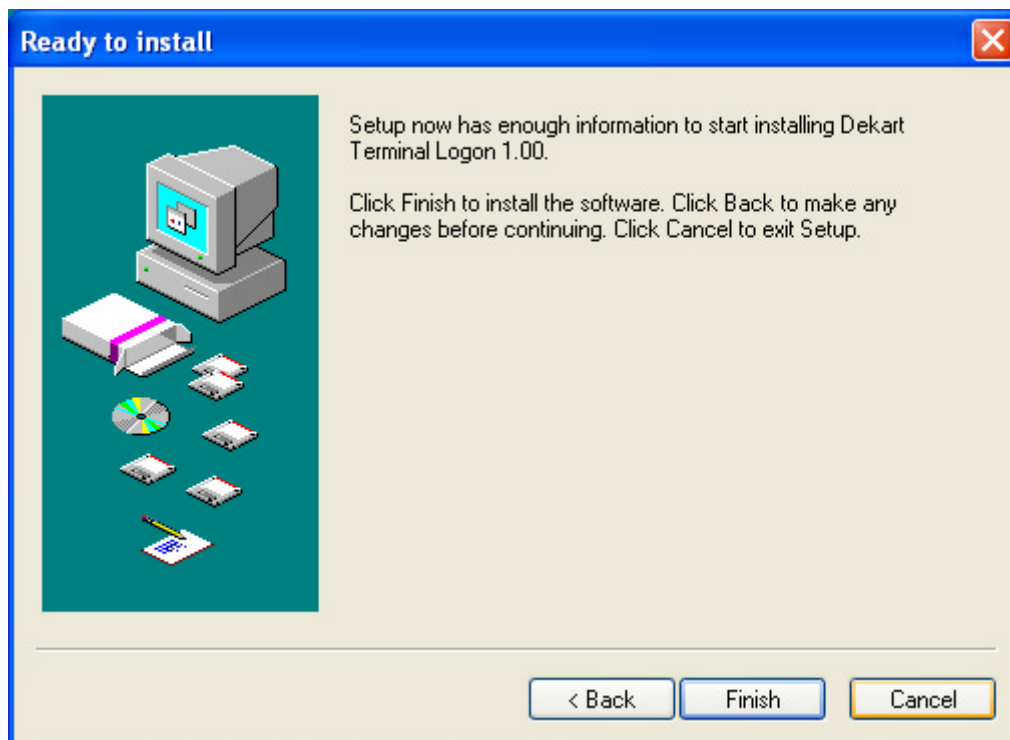 Ready to install
Setup now has enough information to start installing Dekart
Terminal Logon 1.00.
Click Finish to install the software. Click Back to make any
changes before continuing. Click Cancel to exit Setup.
< Back
Finish
Cancel